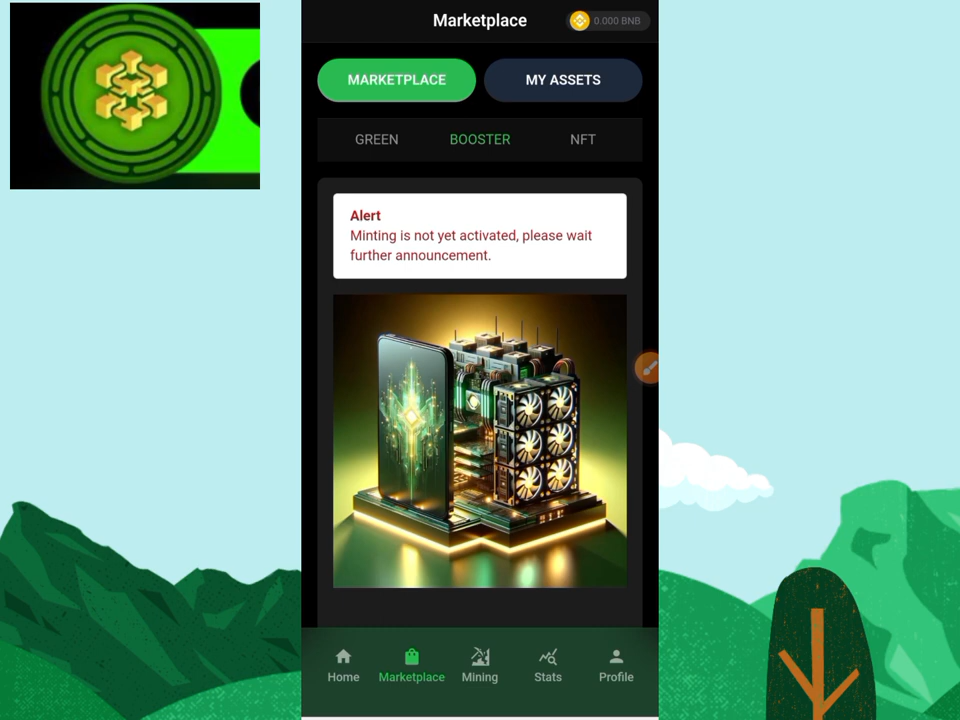 Marketplace
0.000 BNB
MARKETPLACE
MY ASSETS
GREEN
BOOSTER
NFT
Alert
Minting is not yet activated, please wait
further announcement.
Home
Marketplace
Mining
Stats
Profile